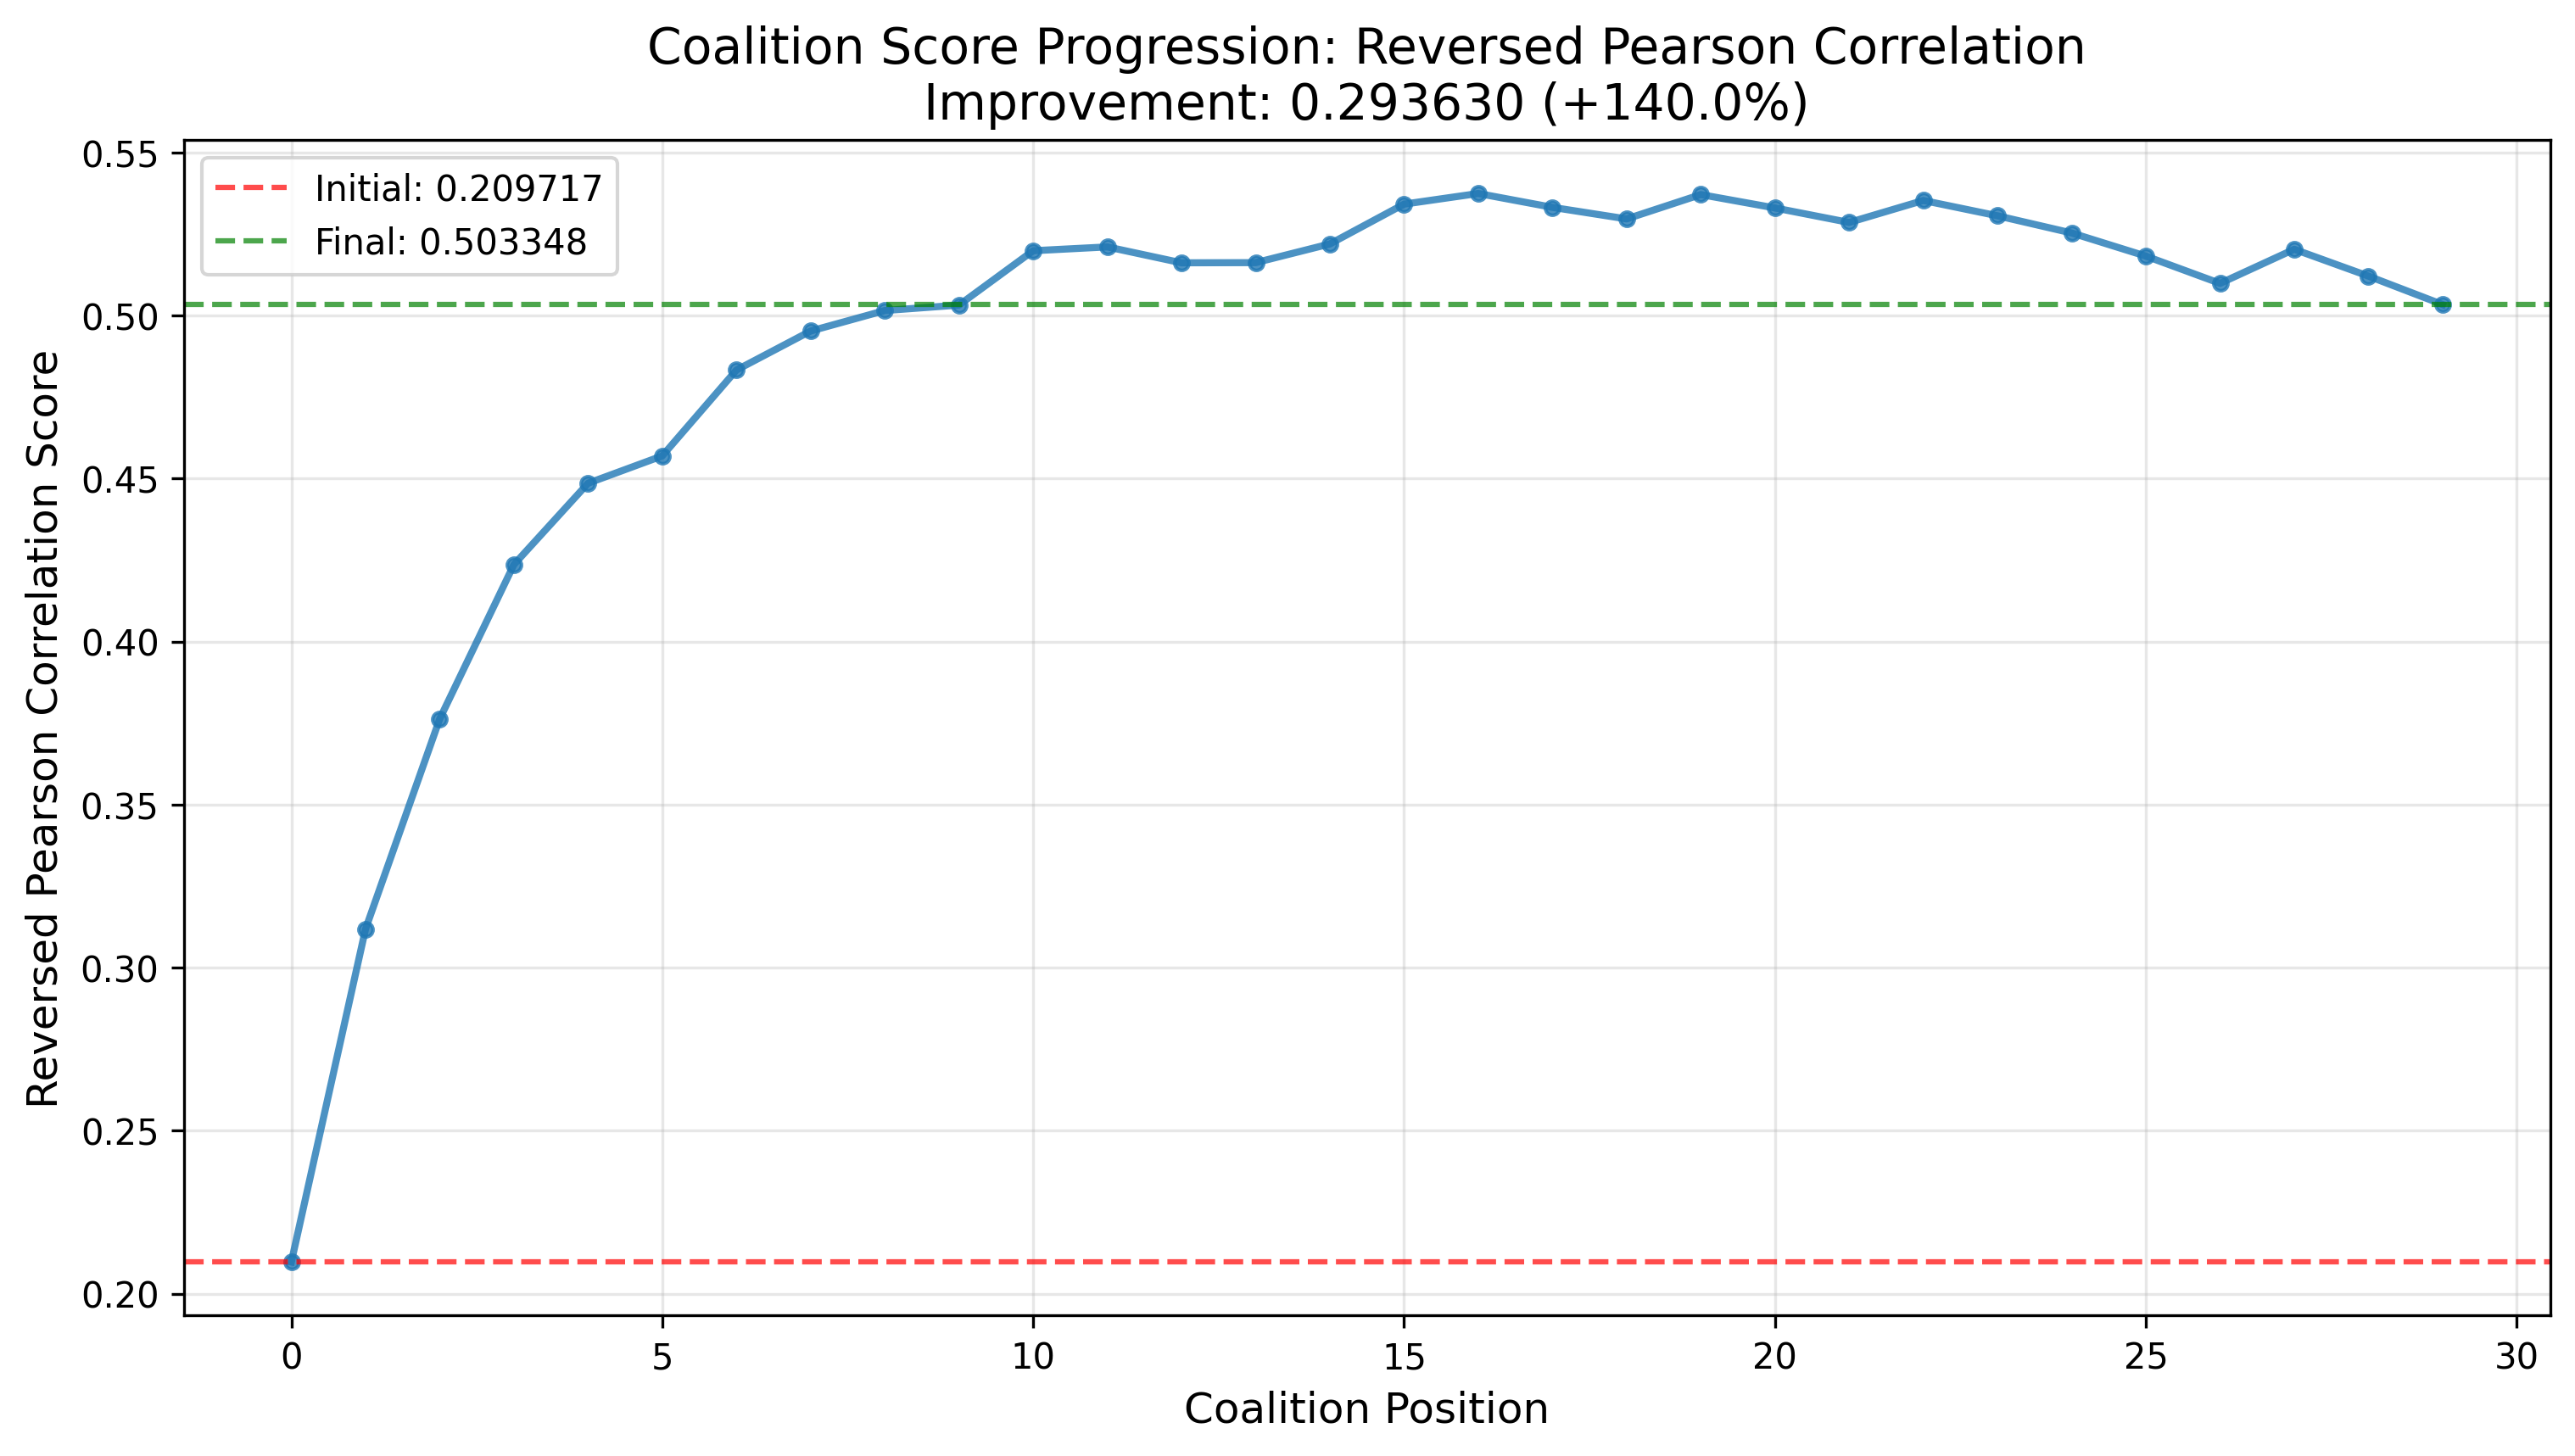 Coalition Score Progression: Reversed Pearson Correlation
Improvement: 0.293630 (+140.0%)
Initial: 0.209717
Final: 0.503348
Reversed Pearson Correlation Score
0.55
0.50
0.45
0.40
0.35
0.30
0.25
0.20
0 5 10 15 20 25 30
Coalition Position